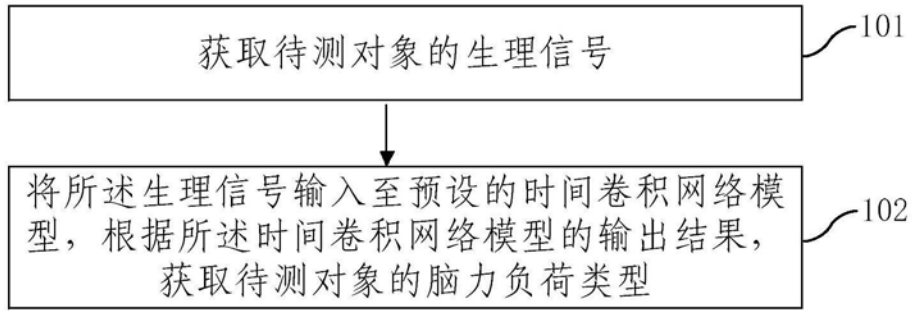 获取待测对象的生理信号
101
将所述生理信号输入至预设的时间卷积网络模
型，根据所述时间卷积网络模型的输出结果，
获取待测对象的脑力负荷类型
102